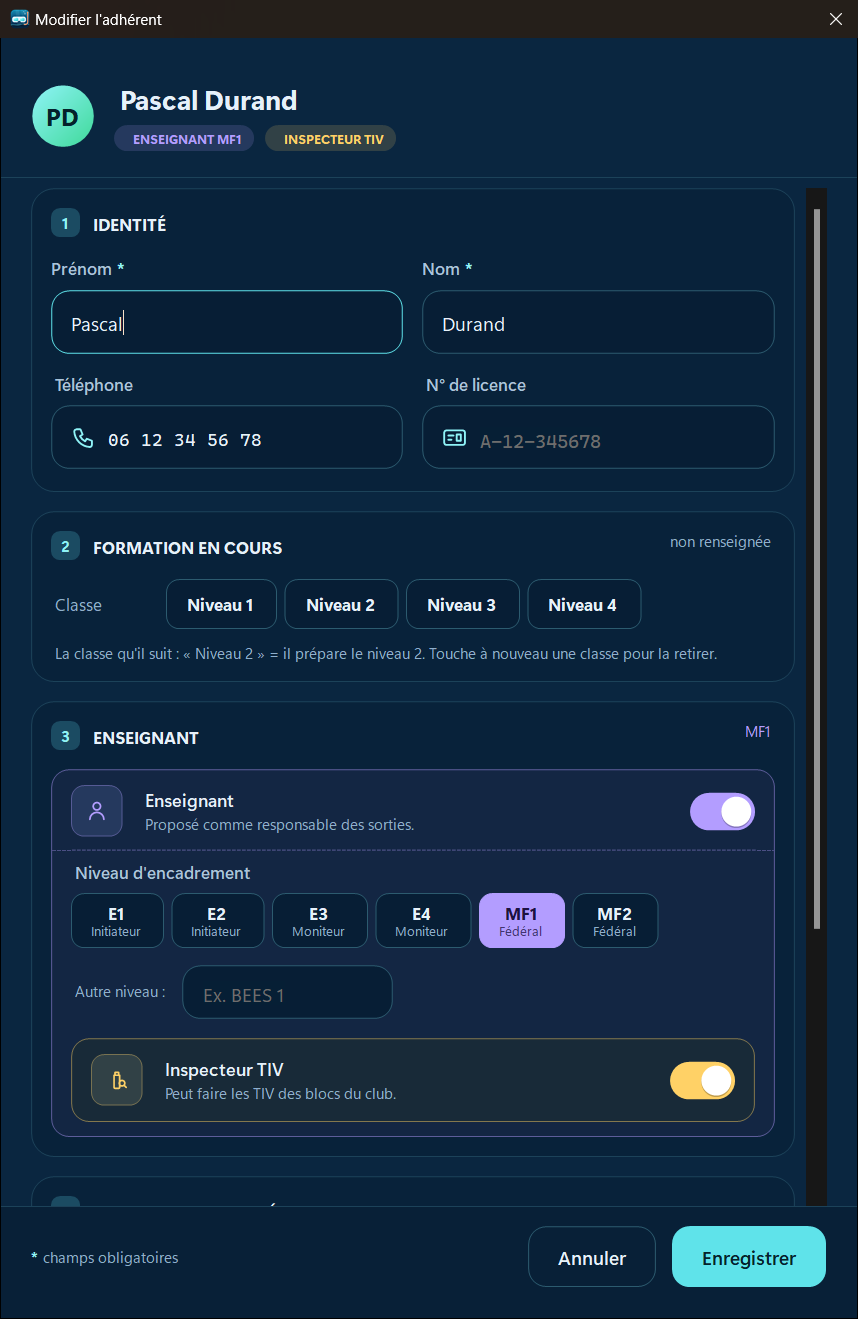 Modifier l'adhérent
PD
Pascal Durand
ENSEIGNANT MF1 INSPECTEUR TIV
1 IDENTITÉ
Prénom * Nom *
Pascal Durand
Téléphone N° de licence
06 12 34 56 78 A-12-345678
2 FORMATION EN COURS non renseignée
Classe Niveau 1 Niveau 2 Niveau 3 Niveau 4
La classe qu'il suit : « Niveau 2 » = il prépare le niveau 2. Touche à nouveau une classe pour la retirer.
3 ENSEIGNANT MF1
Enseignant
Proposé comme responsable des sorties.
Niveau d'encadrement
E1 E2 E3 E4 MF1 MF2
Initiateur Initiateur Moniteur Moniteur Fédéral Fédéral
Autre niveau : Ex. BEES 1
Inspecteur TIV
Peut faire les TIV des blocs du club.
* champs obligatoires Annuler Enregistrer